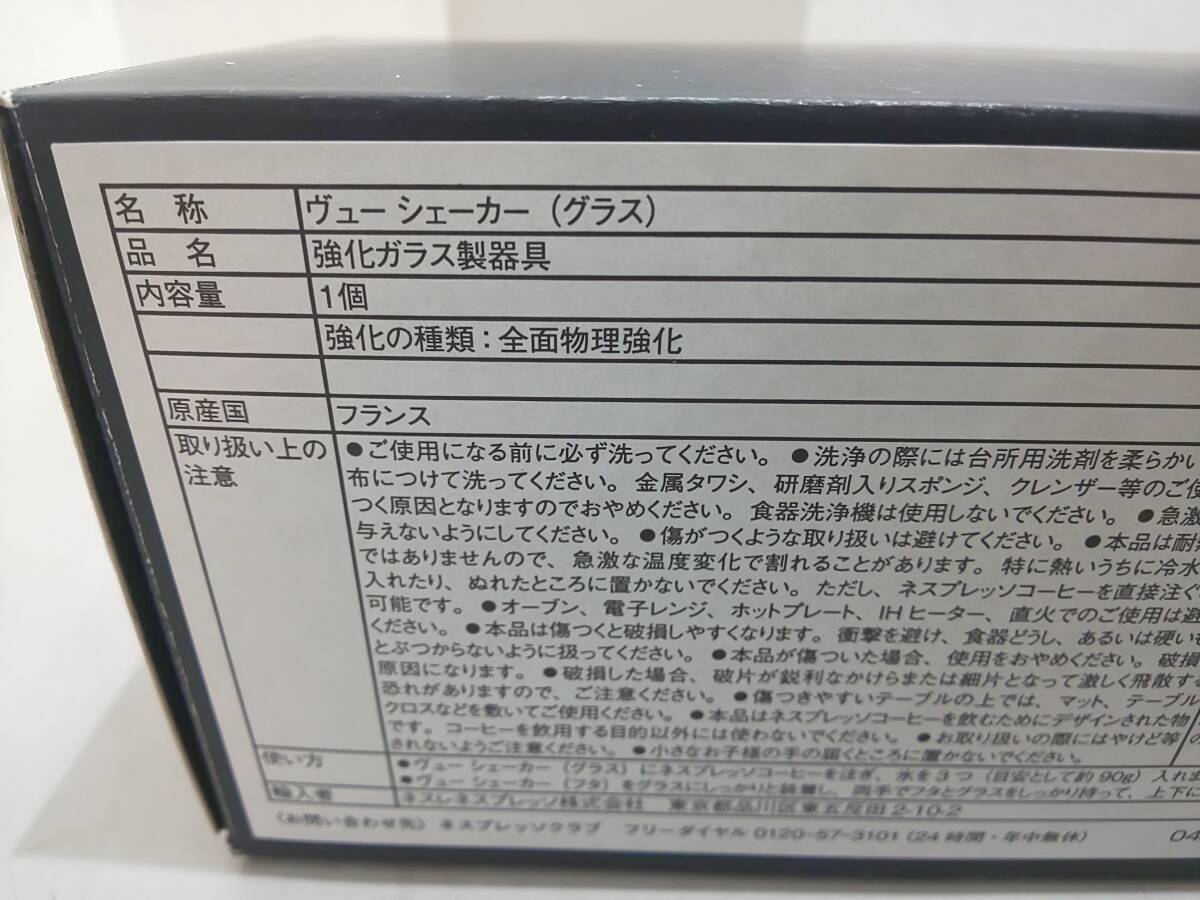 名 称 ヴュー シェーカー（グラス）
品 名 強化ガラス製器具
内容量 1個
強化の種類：全面物理強化
原産国 フランス
取り扱い上の注意 ●ご使用になる前に必ず洗ってください。 ●洗浄の際には台所用洗剤を柔らかい
布につけて洗ってください。金属タワシ、研磨剤入りスポンジ、クレンザー等のご使
つく原因となりますのでおやめください。食器洗浄機は使用しないでください。 ●急激
与えないようにしてください。 ●傷がつくような取り扱いは避けてください。 ●本品は耐熱
ではありませんので、急激な温度変化で割れることがあります。特に熱いうちに冷水
入れたり、ぬれたところに置かないでください。ただし、ネスプレッソコーヒーを直接注ぐ
可能です。 ●オーブン、電子レンジ、ホットプレート、IHヒーター、直火でのご使用は避
ください。 ●本品は傷つくと破損しやすくなります。衝撃を避け、食器どうし、あるいは硬い
とぶつからないように扱ってください。 ●本品が傷ついた場合、使用をおやめください。破損
原因になります。 ●破損した場合、破片が鋭利なかけらまたは細片となって激しく飛散する
恐れがありますので、ご注意ください。 ●傷つきやすいテーブルの上では、マット、テーブル
クロスなどを敷いてご使用ください。 ●本品はネスプレッソコーヒーを飲むためにデザインされた物
です。コーヒーを飲用する目的以外には使わないでください。 ●お取り扱いの際にはやけど等の
されないようご注意ください。 ●小さなお子様の手の届くところに置かないでください。
使い方 ●ヴュー シェーカー（グラス）にネスプレッソコーヒーを注ぎ、氷を3つ（目安として約90g）入れま
●ヴュー シェーカー（フタ）をグラスにしっかりと装着し、両手でフタとグラスをしっかり持って、上下に
輸入者 ネスレネスプレッソ株式会社 東京都品川区東五反田2-10-2
（お問い合わせ先）ネスプレッソクラブ フリーダイヤル 0120-57-3101（24時間・年中無休） 04